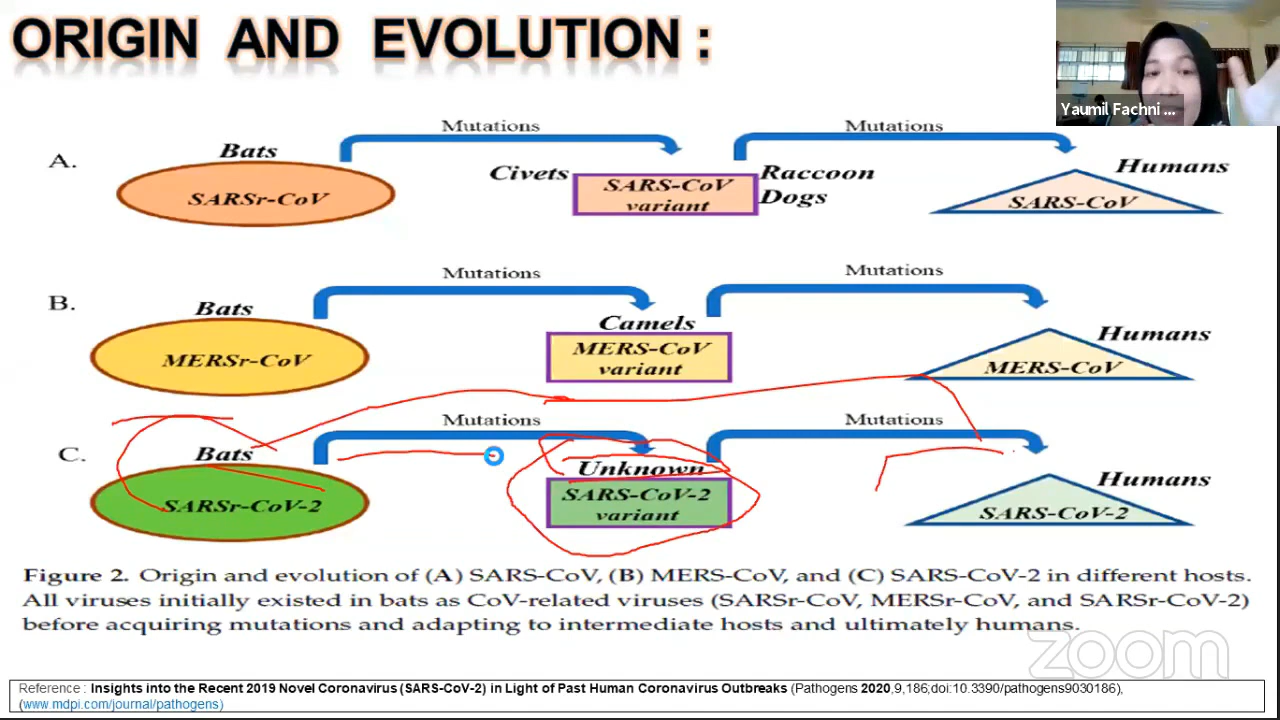 ORIGIN AND EVOLUTION :
Yaumil Fachni ...
A.
Bats
SARSr-CoV
Mutations
Civets
SARS-CoV
variant
Raccoon
Dogs
Mutations
Humans
SARS-CoV
B.
Bats
MERSr-CoV
Mutations
Camels
MERS-CoV
variant
Mutations
Humans
MERS-CoV
C.
Bats
SARSr-CoV-2
Mutations
Unknown
SARS-CoV-2
variant
Mutations
Humans
SARS-CoV-2
Figure 2. Origin and evolution of (A) SARS-CoV, (B) MERS-CoV, and (C) SARS-CoV-2 in different hosts.
All viruses initially existed in bats as CoV-related viruses (SARSr-CoV, MERSr-CoV, and SARSr-CoV-2)
before acquiring mutations and adapting to intermediate hosts and ultimately humans.
zoom
Reference : Insights into the Recent 2019 Novel Coronavirus (SARS-CoV-2) in Light of Past Human Coronavirus Outbreaks (Pathogens 2020,9,186;doi:10.3390/pathogens9030186),
(www.mdpi.com/journal/pathogens)